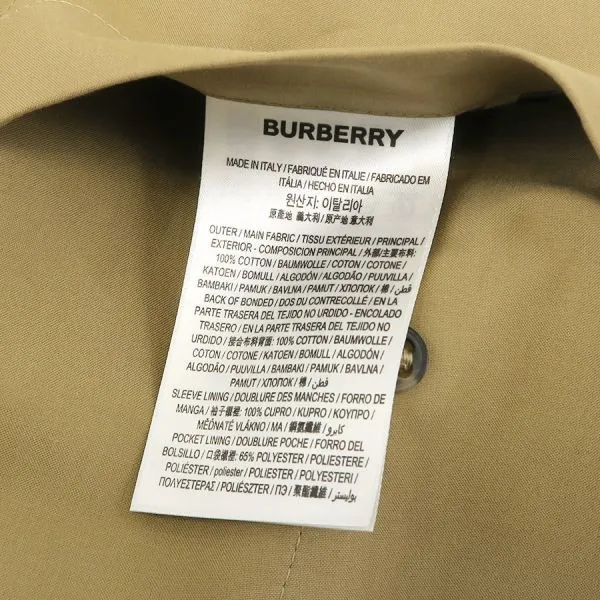 BURBERRY
MADE IN ITALY / FABRIQUÉ EN ITALIE / FABRICADO EM
ITÁLIA / HECHO EN ITALIA
원산지: 이탈리아
原產地 義大利 / 原产地 意大利
OUTER / MAIN FABRIC / TISSU EXTÉRIEUR / PRINCIPAL /
EXTERIOR - COMPOSICIÓN PRINCIPAL / 外部/主要布料:
100% COTTON / BAUMWOLLE / COTON / COTONE /
KATOEN / BOMULL / ALGODÓN / ALGODÃO / PUUVILLA /
BAMBAKI / PAMUK / BAVLNA / PAMUT / ХЛОПОК / 棉 / قطن /
BACK OF BONDED / DOS DU CONTRECOLLÉ / EN LA
PARTE TRASERA DEL TEJIDO NO URDIDO - ENCOLADO
TRASERO / EN LA PARTE TRASERA DEL TEJIDO NO
URDIDO / 接合布料背面: 100% COTTON / BAUMWOLLE /
COTON / COTONE / KATOEN / BOMULL / ALGODÓN /
ALGODÃO / PUUVILLA / BAMBAKI / PAMUK / BAVLNA /
PAMUT / ХЛОПОК / 棉 / قطن /
SLEEVE LINING / DOUBLURE DES MANCHES / FORRO DE
MANGA / 袖子襯裡: 100% CUPRO / KUPRO / ΚΟΥΠΡΟ /
MĚĎNATÉ VLÁKNO / MA / 銅氨纖維 / كابرو /
POCKET LINING / DOUBLURE POCHE / FORRO DEL
BOLSILLO / 口袋襯裡: 65% POLYESTER / POLIESTERE /
POLIÉSTER / poliester / POLYESTER / POLYESTERI /
ΠΟΛΥΕΣΤΕΡΑΣ / POLIÉSZTER / ПЭ / 聚酯纖維 / بوليستر /